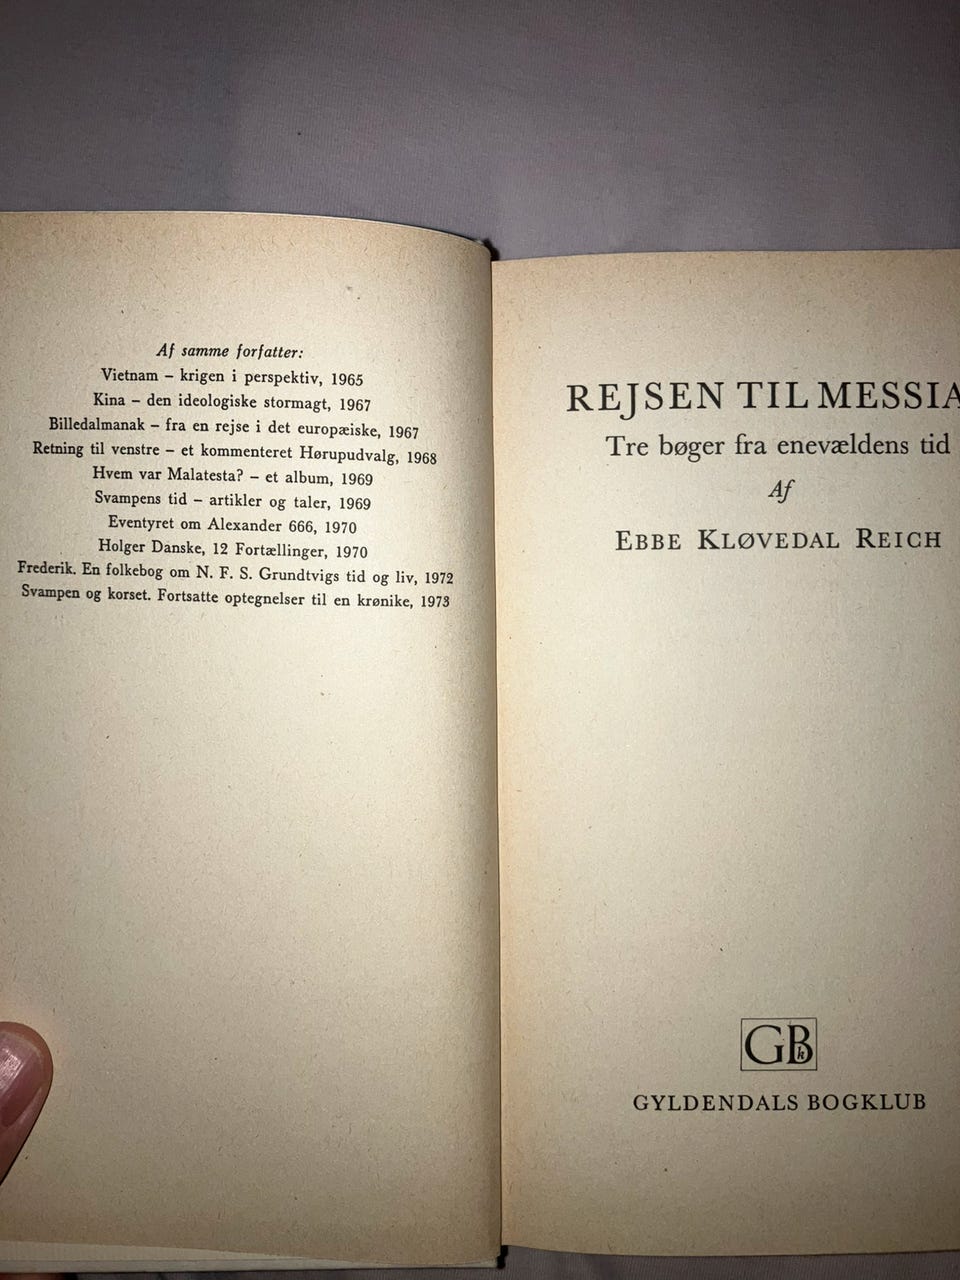 Af samme forfatter:
Vietnam – krigen i perspektiv, 1965
Kina – den ideologiske stormagt, 1967
Billedalmanak – fra en rejse i det europæiske, 1967
Retning til venstre – et kommenteret Hørupudvalg, 1968
Hvem var Malatesta? – et album, 1969
Svampens tid – artikler og taler, 1969
Eventyret om Alexander 666, 1970
Holger Danske, 12 Fortællinger, 1970
Frederik. En folkebog om N. F. S. Grundtvigs tid og liv, 1972
Svampen og korset. Fortsatte optegnelser til en krønike, 1973
REJSEN TIL MESSIA
Tre bøger fra enevældens tid
Af
EBBE KLØVEDAL REICH
GBk
GYLDENDALS BOGKLUB